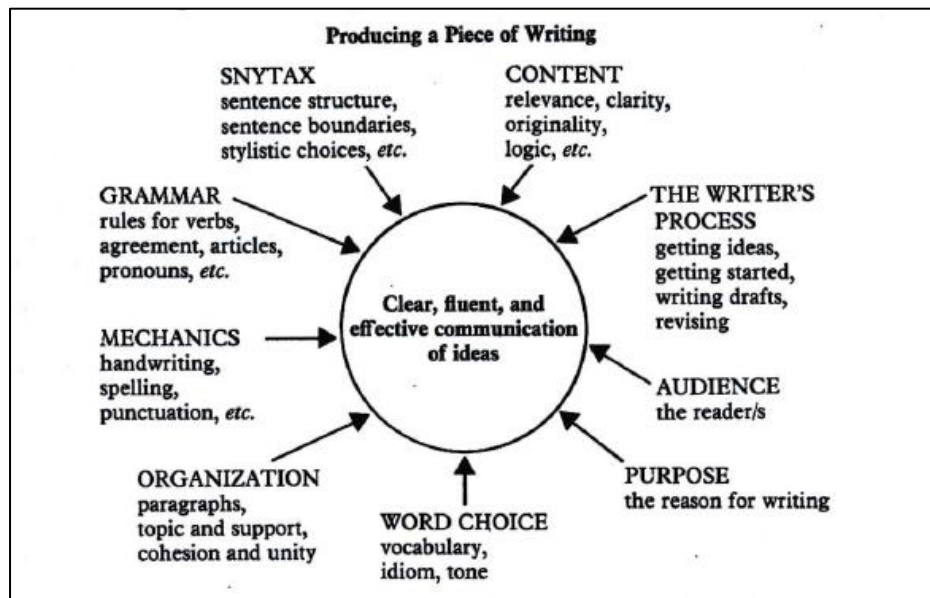 Producing a Piece of Writing
SNYTAX
sentence structure,
sentence boundaries,
stylistic choices, etc.
CONTENT
relevance, clarity,
originality,
logic, etc.
GRAMMAR
rules for verbs,
agreement, articles,
pronouns, etc.
THE WRITER'S
PROCESS
getting ideas,
getting started,
writing drafts,
revising
Clear, fluent, and
effective communication
of ideas
MECHANICS
handwriting,
spelling,
punctuation, etc.
AUDIENCE
the reader/s
ORGANIZATION
paragraphs,
topic and support,
cohesion and unity
WORD CHOICE
vocabulary,
idiom, tone
PURPOSE
the reason for writing